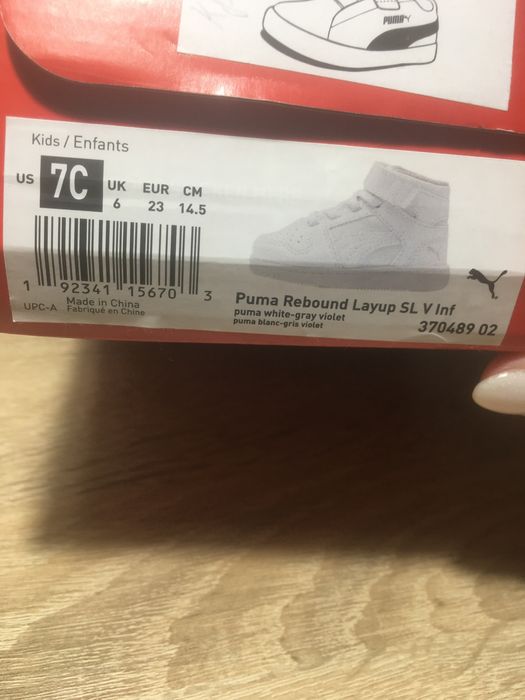 PUMA
Kids / Enfants
US 7C UK 6 EUR 23 CM 14.5
1 92341 15670 3
UPC-A Made in China
Fabriqué en Chine
Puma Rebound Layup SL V Inf
puma white-gray violet
puma blanc-gris violet
370489 02